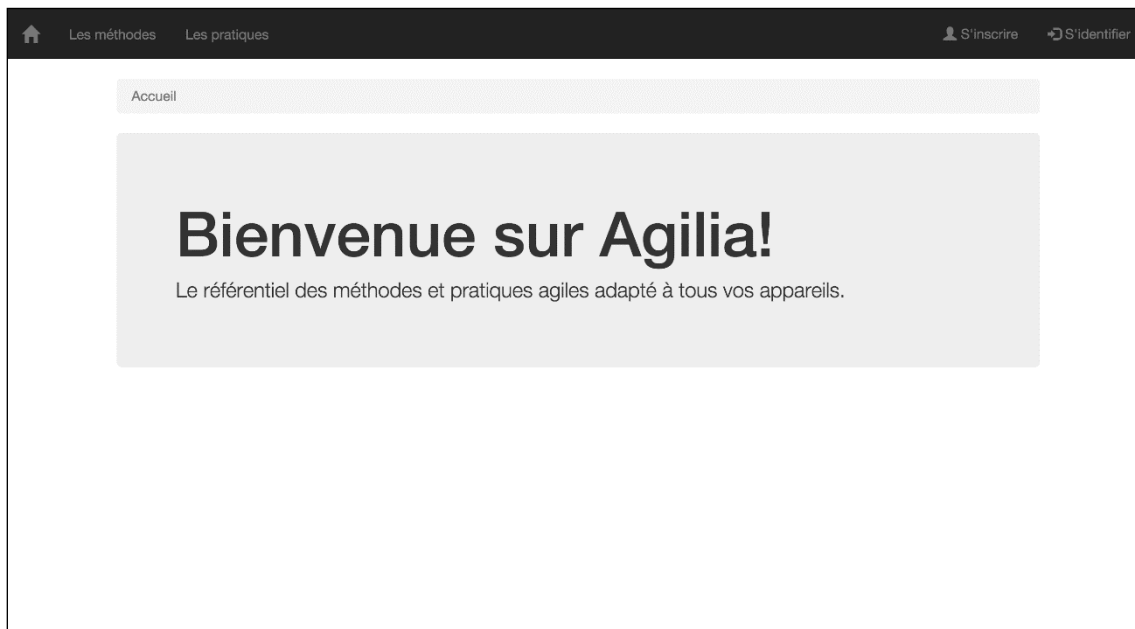 Les méthodes Les pratiques S'inscrire S'identifier
Accueil
Bienvenue sur Agilia!
Le référentiel des méthodes et pratiques agiles adapté à tous vos appareils.